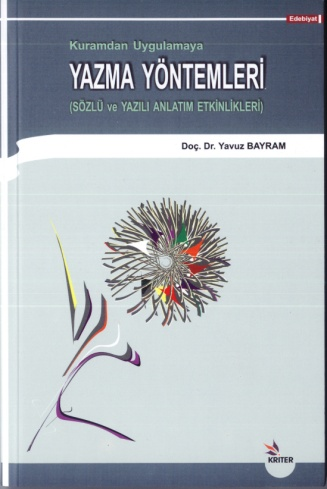 Edebiyat
Kuramdan Uygulamaya
YAZMA YÖNTEMLERİ
(SÖZLÜ ve YAZILI ANLATIM ETKİNLİKLERİ)
Doç. Dr. Yavuz BAYRAM
KRİTER